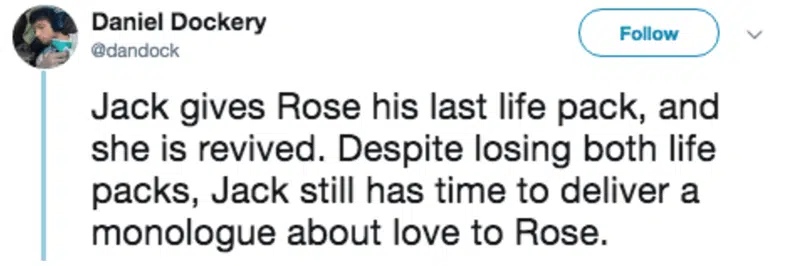 Daniel Dockery
@dandock
Follow
Jack gives Rose his last life pack, and
she is revived. Despite losing both life
packs, Jack still has time to deliver a
monologue about love to Rose.